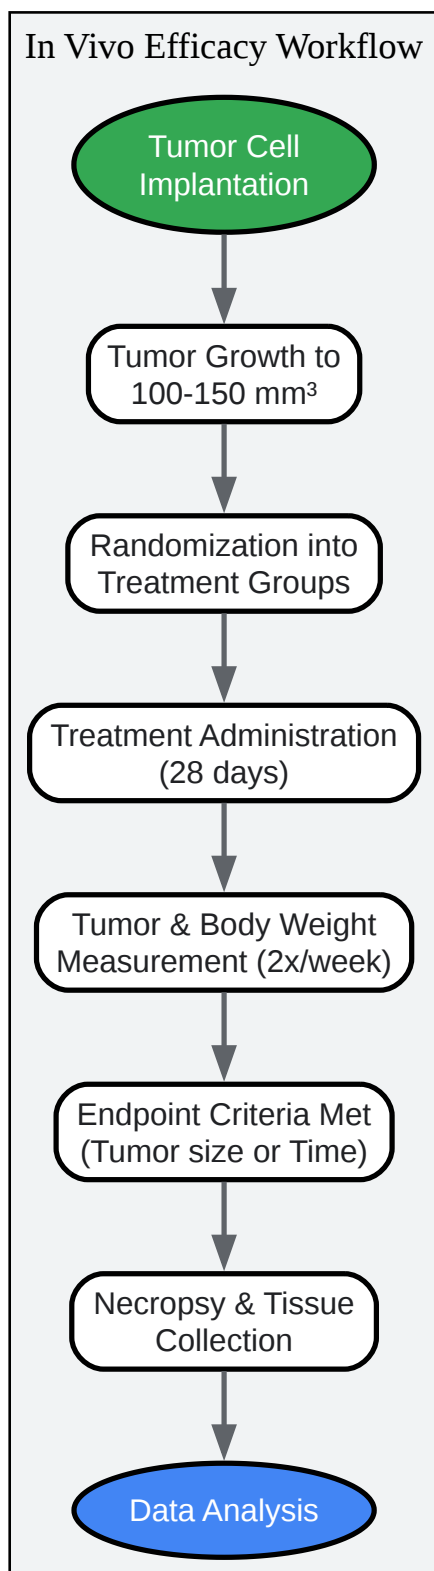 In Vivo Efficacy Workflow
Tumor Cell
Implantation
Tumor Growth to
100-150 mm³
Randomization into
Treatment Groups
Treatment Administration
(28 days)
Tumor & Body Weight
Measurement (2x/week)
Endpoint Criteria Met
(Tumor size or Time)
Necropsy & Tissue
Collection
Data Analysis